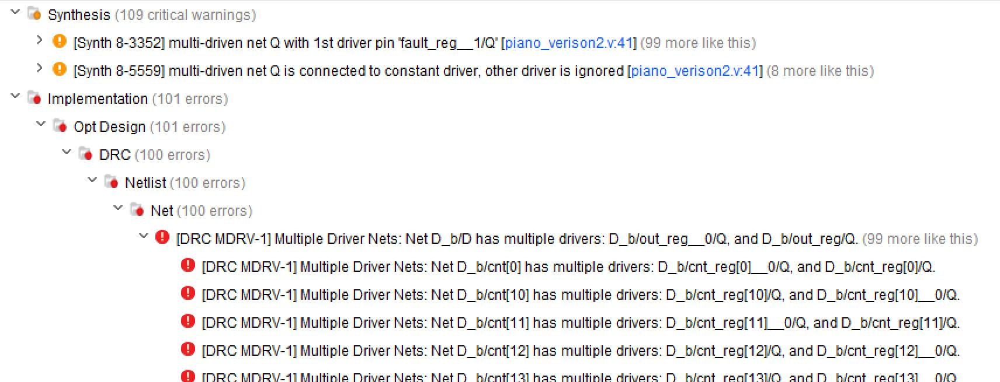 Synthesis (109 critical warnings)
[Synth 8-3352] multi-driven net Q with 1st driver pin 'fault_reg__1/Q' [piano_verison2.v:41] (99 more like this)
[Synth 8-5559] multi-driven net Q is connected to constant driver, other driver is ignored [piano_verison2.v:41] (8 more like this)
Implementation (101 errors)
Opt Design (101 errors)
DRC (100 errors)
Netlist (100 errors)
Net (100 errors)
[DRC MDRV-1] Multiple Driver Nets: Net D_b/D has multiple drivers: D_b/out_reg__0/Q, and D_b/out_reg/Q. (99 more like this)
[DRC MDRV-1] Multiple Driver Nets: Net D_b/cnt[0] has multiple drivers: D_b/cnt_reg[0]__0/Q, and D_b/cnt_reg[0]/Q.
[DRC MDRV-1] Multiple Driver Nets: Net D_b/cnt[10] has multiple drivers: D_b/cnt_reg[10]/Q, and D_b/cnt_reg[10]__0/Q.
[DRC MDRV-1] Multiple Driver Nets: Net D_b/cnt[11] has multiple drivers: D_b/cnt_reg[11]__0/Q, and D_b/cnt_reg[11]/Q.
[DRC MDRV-1] Multiple Driver Nets: Net D_b/cnt[12] has multiple drivers: D_b/cnt_reg[12]/Q, and D_b/cnt_reg[12]__0/Q.
[DRC MDRV-1] Multiple Driver Nets: Net D_b/cnt[13] has multiple drivers: D_b/cnt_reg[13]/Q, and D_b/cnt_reg[13]__0/Q.